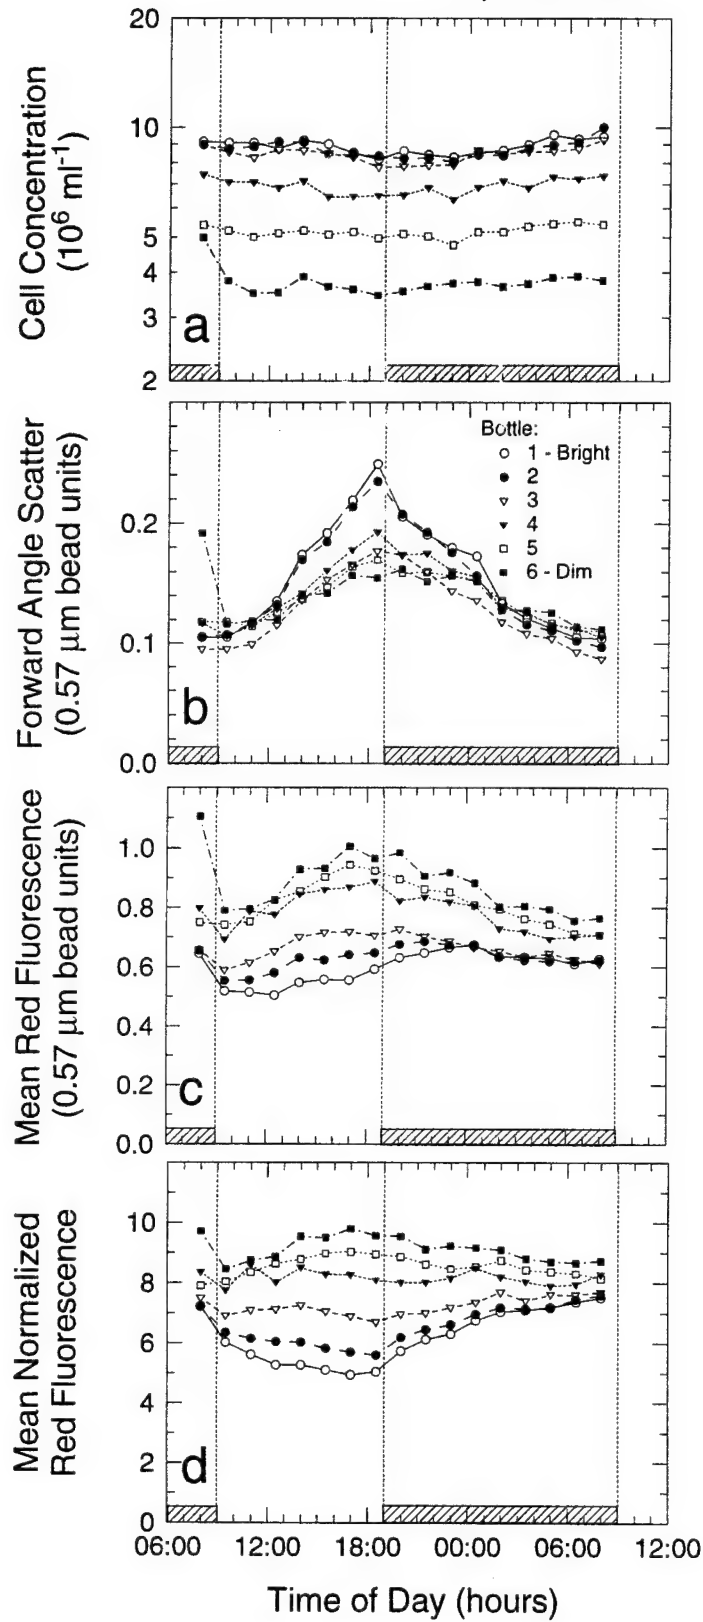 20
10
5
4
3
2
Cell Concentration
(10⁶ ml⁻¹)
a
0.2
0.1
0.0
Forward Angle Scatter
(0.57 µm bead units)
Bottle:
1 - Bright
2
3
4
5
6 - Dim
b
1.0
0.8
0.6
0.4
0.2
0.0
Mean Red Fluorescence
(0.57 µm bead units)
c
10
8
6
4
2
0
Mean Normalized
Red Fluorescence
d
06:00 12:00 18:00 00:00 06:00 12:00
Time of Day (hours)